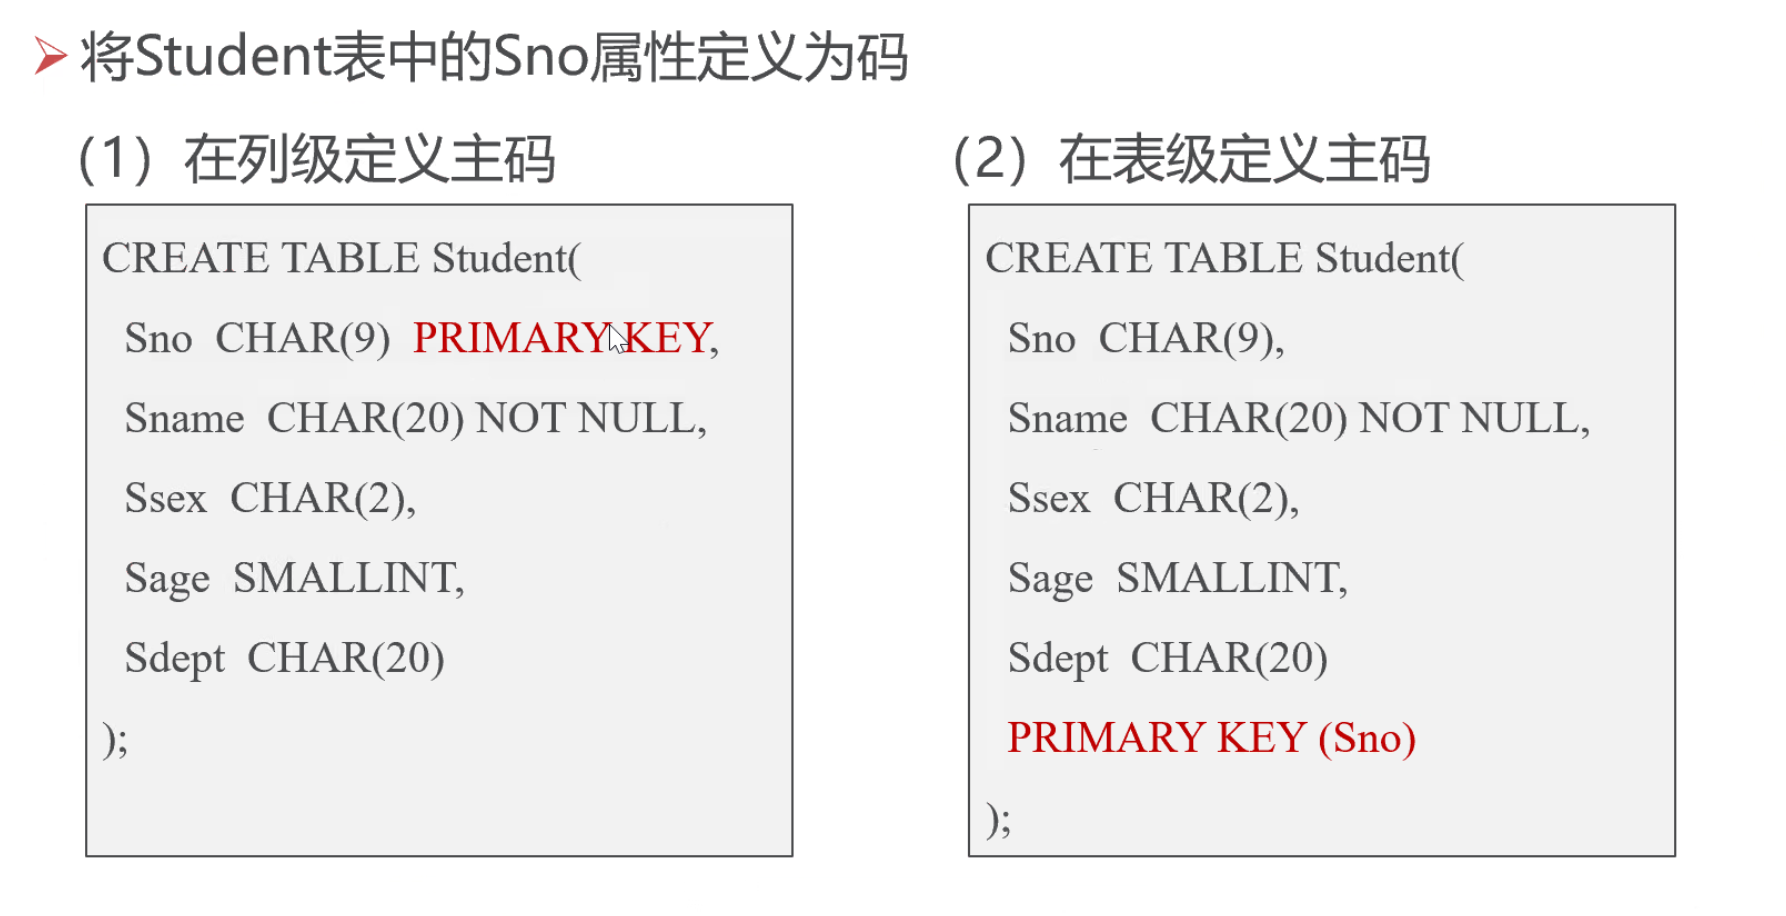 将Student表中的Sno属性定义为码
（1）在列级定义主码
CREATE TABLE Student(
Sno CHAR(9) PRIMARY KEY,
Sname CHAR(20) NOT NULL,
Ssex CHAR(2),
Sage SMALLINT,
Sdept CHAR(20)
);
（2）在表级定义主码
CREATE TABLE Student(
Sno CHAR(9),
Sname CHAR(20) NOT NULL,
Ssex CHAR(2),
Sage SMALLINT,
Sdept CHAR(20)
PRIMARY KEY (Sno)
);